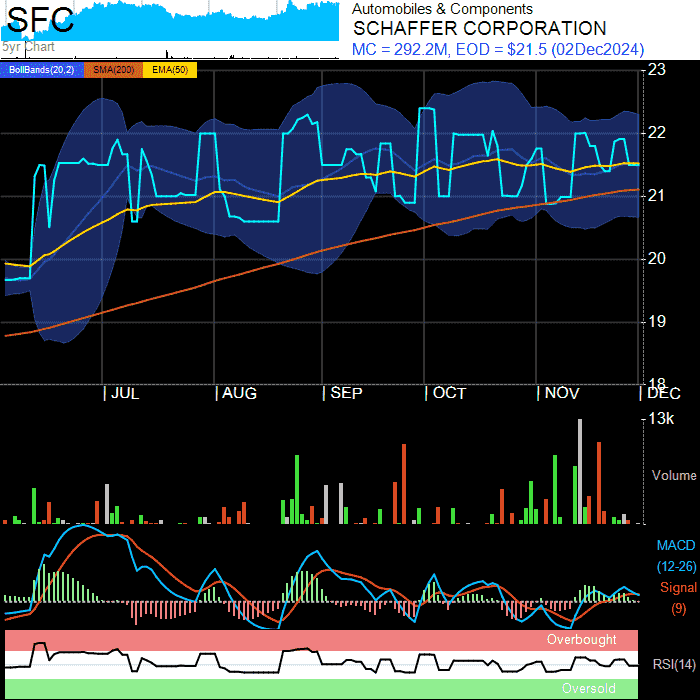 SFC
5yr Chart
Automobiles & Components
SCHAFFER CORPORATION
MC = 292.2M, EOD = $21.5 (02Dec2024)
BollBands(20,2) SMA(200) EMA(50)
23
22
21
20
19
18
JUL AUG SEP OCT NOV DEC
13k
Volume
MACD
(12-26)
Signal
(9)
Overbought
RSI(14)
Oversold